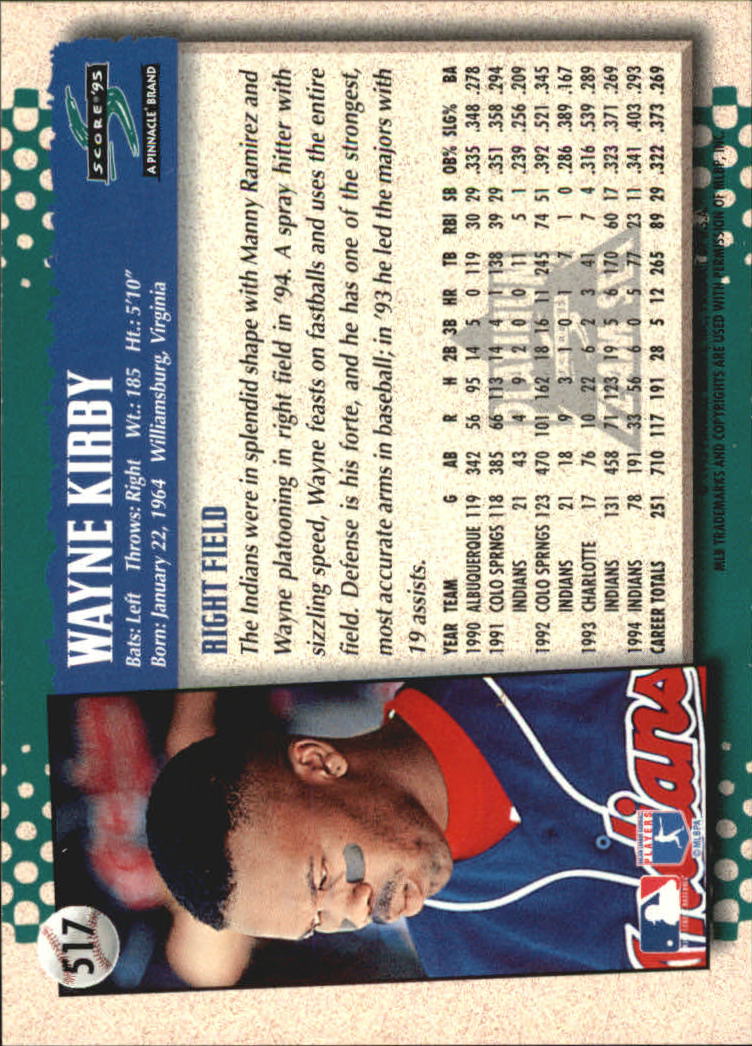 517
WAYNE KIRBY
Bats: Left Throws: Right Wt.: 185 Ht.: 5'10"
Born: January 22, 1964 Williamsburg, Virginia
SCORE® '95
A PINNACLE® BRAND
RIGHT FIELD
The Indians were in splendid shape with Manny Ramirez and
Wayne platooning in right field in '94. A spray hitter with
sizzling speed, Wayne feasts on fastballs and uses the entire
field. Defense is his forte, and he has one of the strongest,
most accurate arms in baseball; in '93 he led the majors with
19 assists.
YEAR TEAM G AB R H 2B 3B HR TB RBI SB OB% SLG% BA
1990 ALBUQUERQUE 119 342 56 95 14 5 0 119 30 29 .335 .348 .278
1991 COLO SPRNGS 118 385 66 113 14 4 1 138 39 29 .351 .358 .294
INDIANS 21 43 4 9 2 0 0 11 5 1 .239 .256 .209
1992 COLO SPRNGS 123 470 101 162 18 16 11 245 74 51 .392 .521 .345
INDIANS 21 18 9 3 1 0 1 7 1 0 .286 .389 .167
1993 CHARLOTTE 17 76 10 22 6 2 3 41 7 4 .316 .539 .289
INDIANS 131 458 71 123 19 5 6 170 60 17 .323 .371 .269
1994 INDIANS 78 191 33 56 6 0 5 77 23 11 .341 .403 .293
CAREER TOTALS 251 710 117 191 28 5 12 265 89 29 .322 .373 .269
Indians
PLAYERS
© MLBPA
MLB TRADEMARKS AND COPYRIGHTS ARE USED WITH PERMISSION OF MLBP, INC.